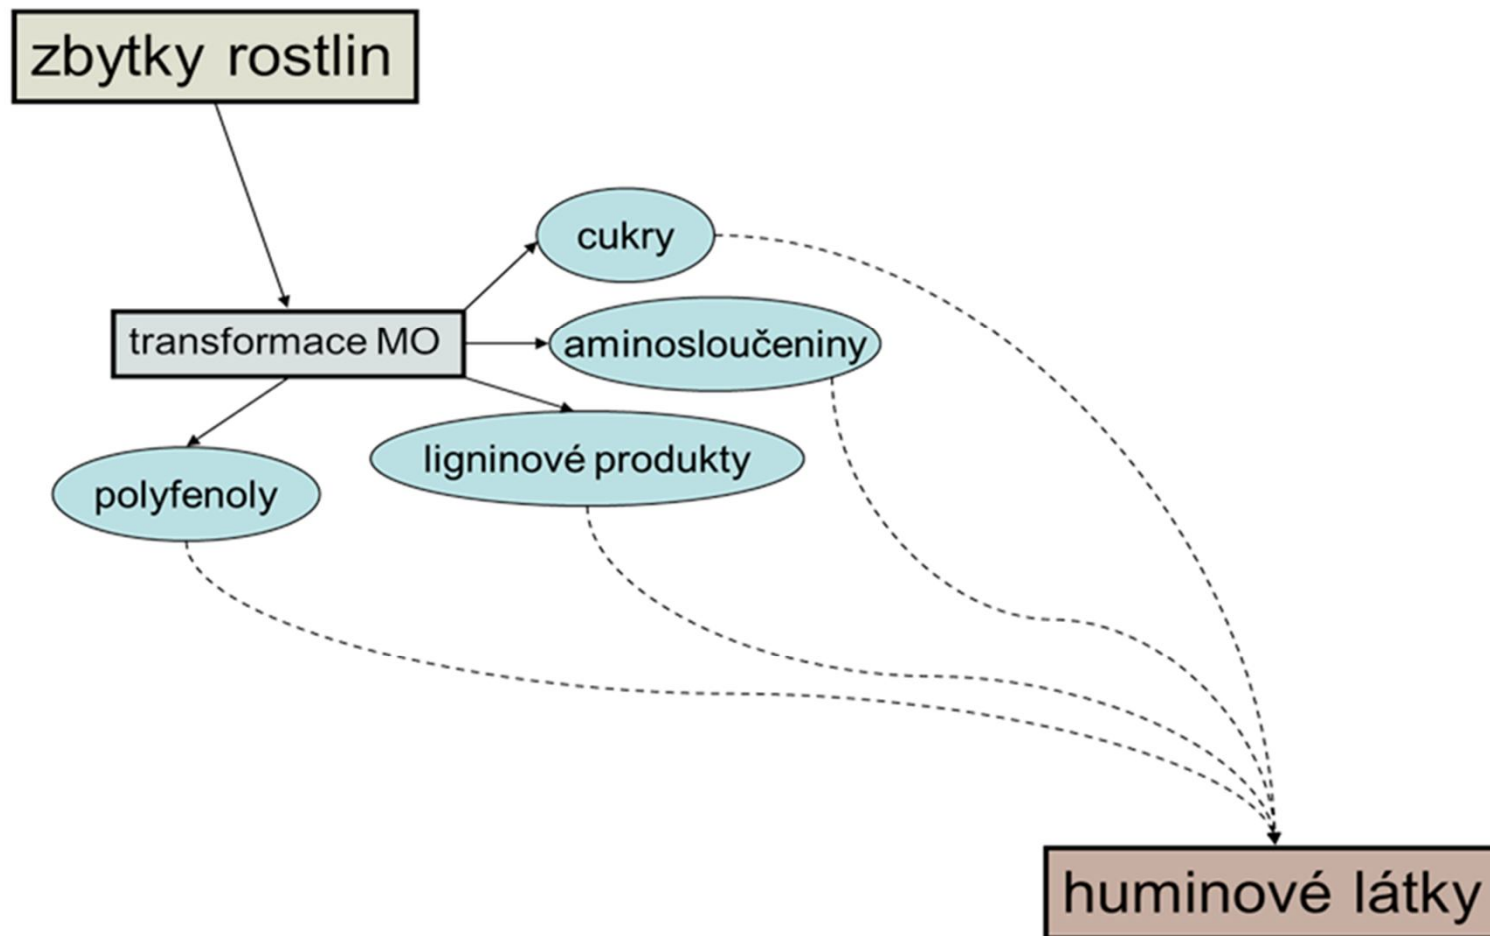 zbytky rostlin
cukry
transformace MO
aminosloučeniny
ligninové produkty
polyfenoly
huminové látky